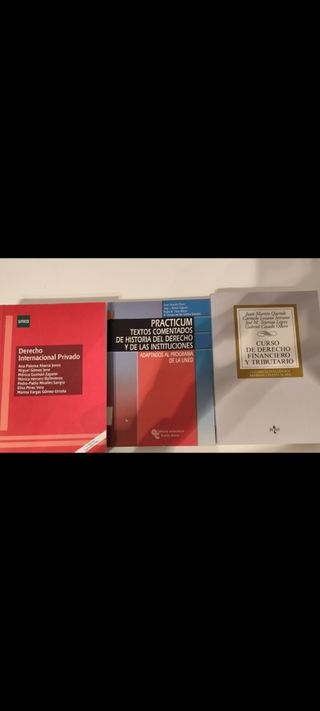 UNED
Derecho
Internacional Privado
Ana Paloma Abarca Junco
Miguel Gómez Jene
Mónica Guzmán Zapater
Mónica Herranz Ballesteros
Pedro-Pablo Miralles Sangro
Elisa Pérez Vera
Marina Vargas Gómez-Urrutia
PRACTICUM
TEXTOS COMENTADOS
DE HISTORIA DEL DERECHO
Y DE LAS INSTITUCIONES
ADAPTADOS AL PROGRAMA
DE LA UNED
Juan Martín Queralt
Carmelo Lozano Serrano
José M. Tejerizo López
Gabriel Casado Ollero
CURSO
DE DERECHO
FINANCIERO
Y TRIBUTARIO